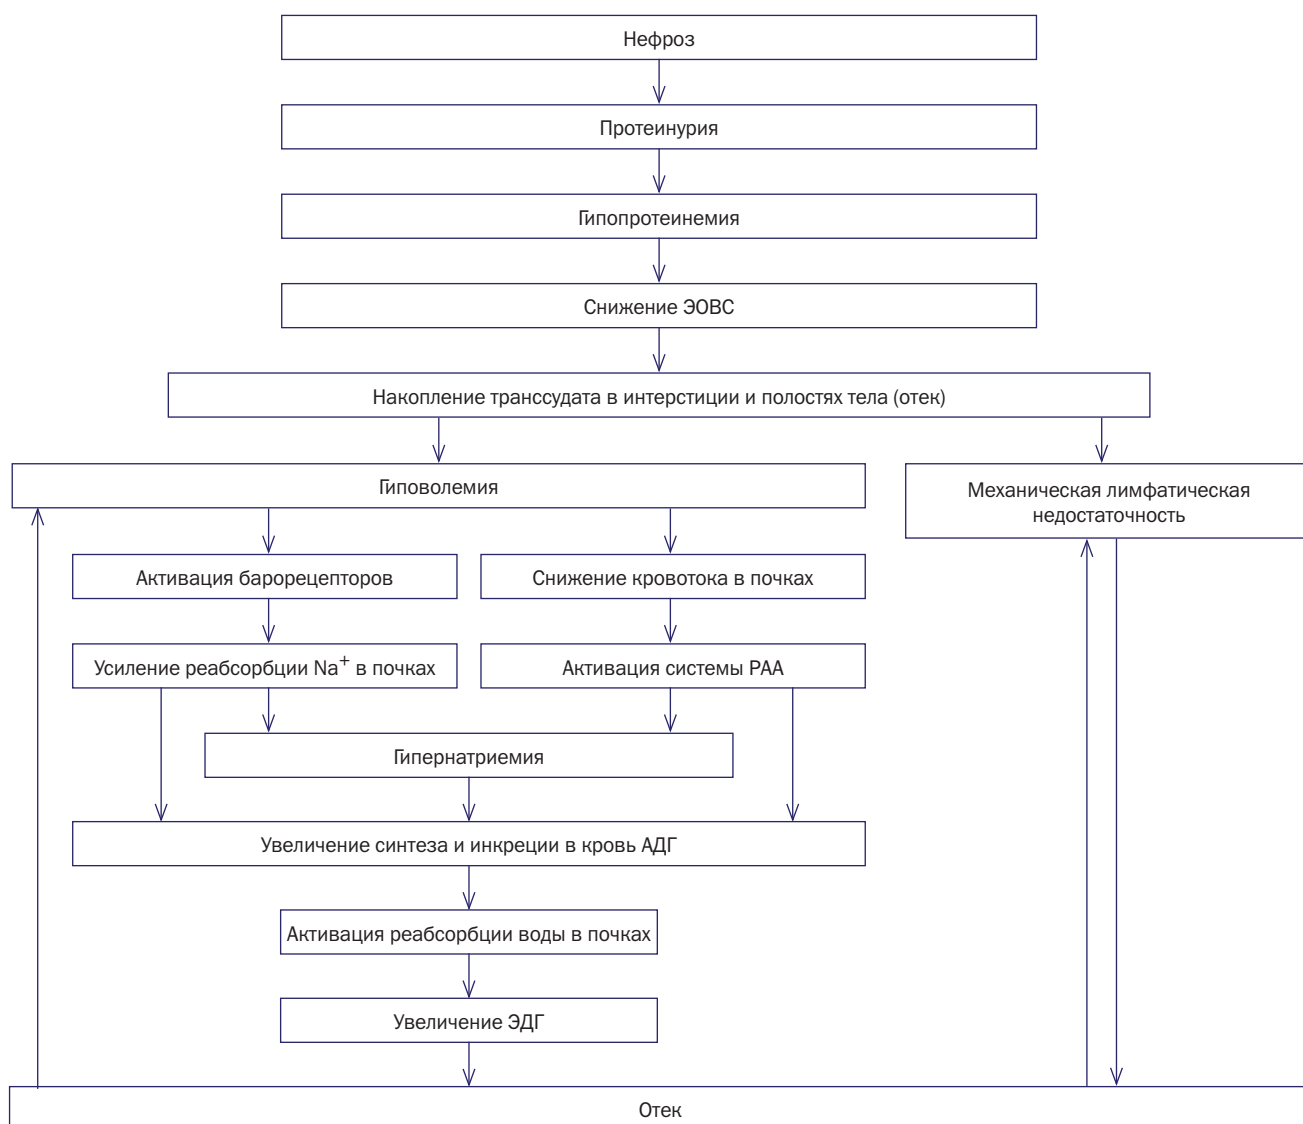 Нефроз
Протеинурия
Гипопротеинемия
Снижение ЭОВС
Накопление транссудата в интерстиции и полостях тела (отек)
Гиповолемия
Механическая лимфатическая
недостаточность
Активация барорецепторов
Снижение кровотока в почках
Усиление реабсорбции Na⁺ в почках
Активация системы РАА
Гипернатриемия
Увеличение синтеза и инкреции в кровь АДГ
Активация реабсорбции воды в почках
Увеличение ЭДГ
Отек